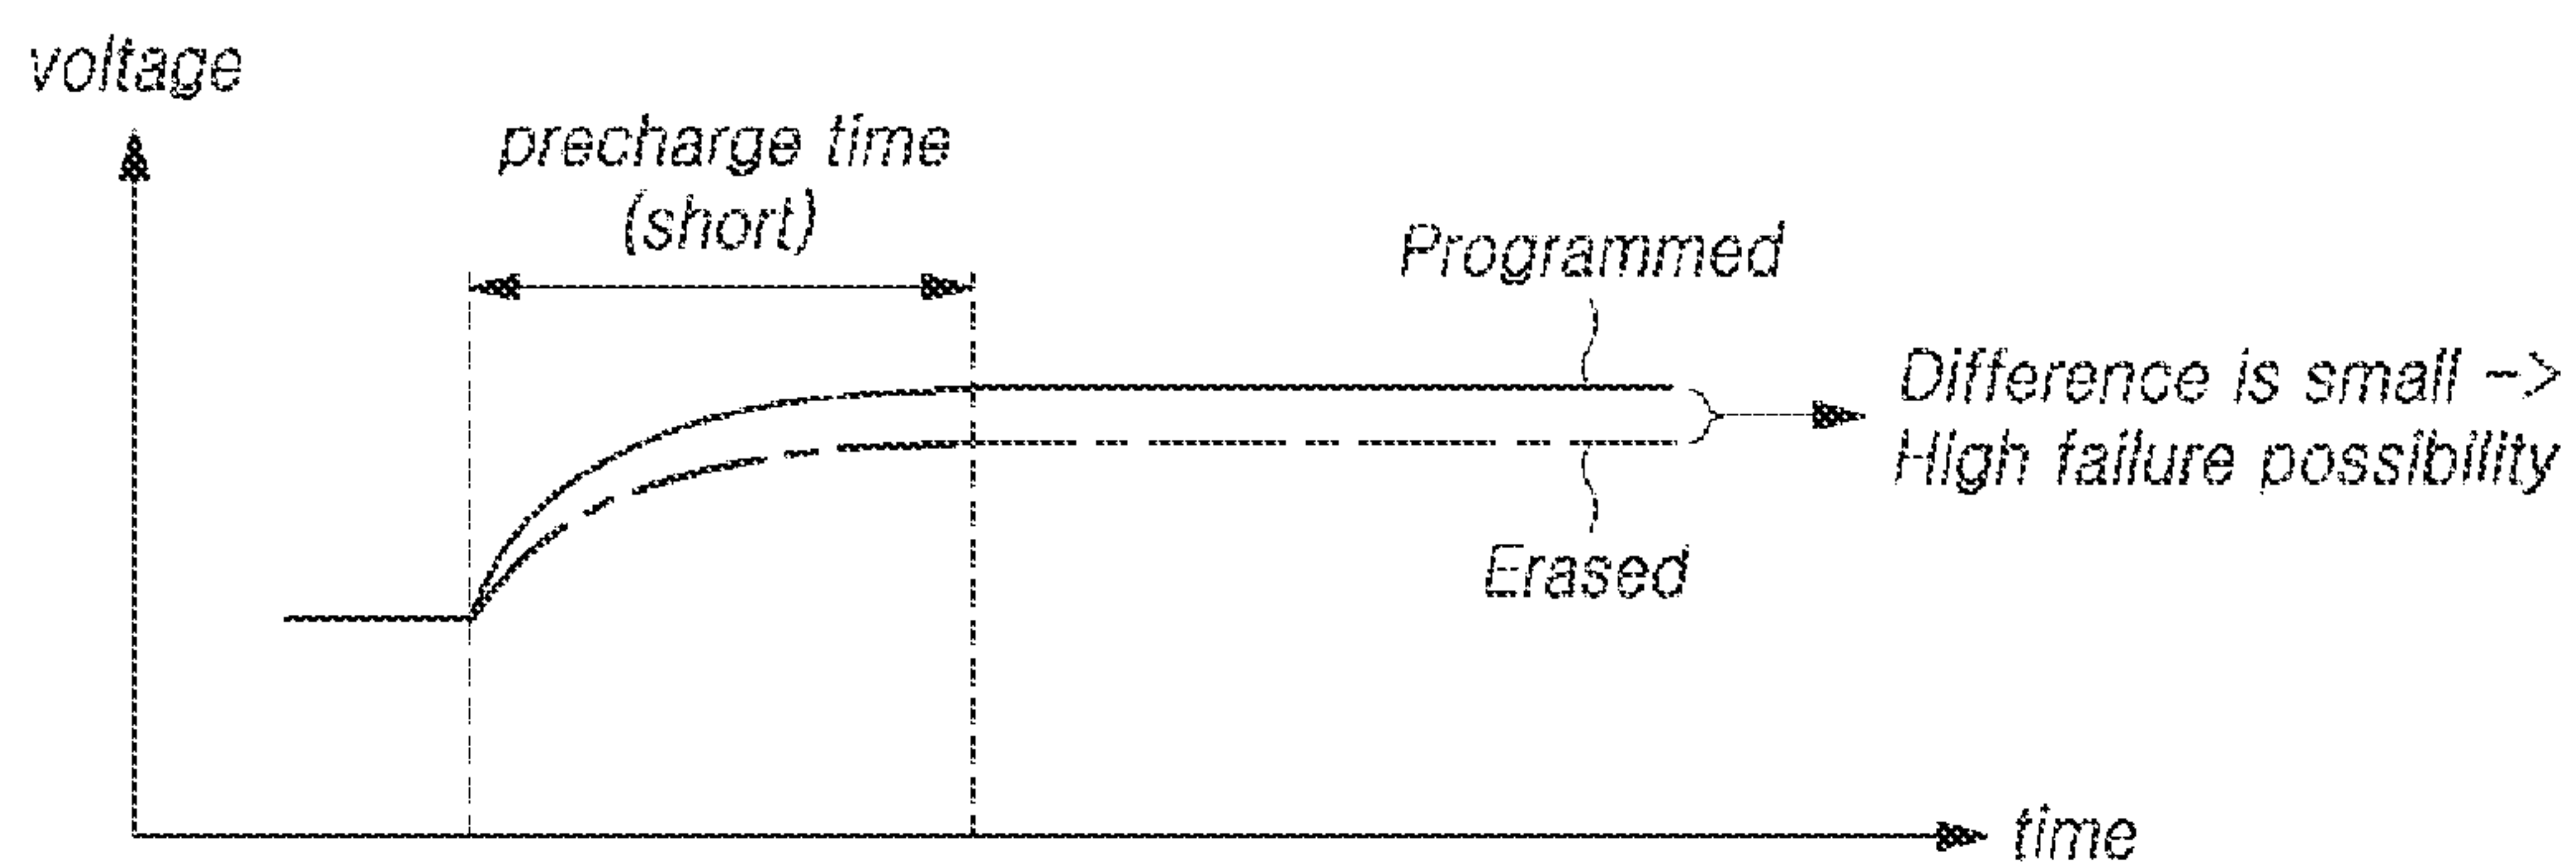 voltage
precharge time
(short)
Programmed
Difference is small ->
High failure possibility
Erased
time